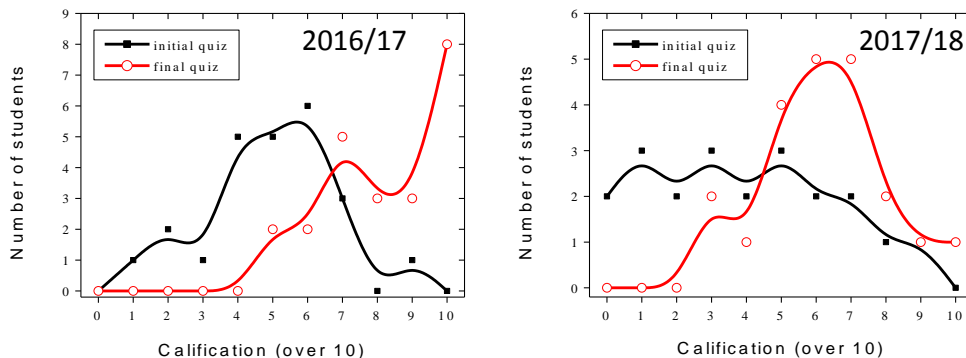 2016/17
initial quiz
final quiz
Number of students
9
8
7
6
5
4
3
2
1
0
0 1 2 3 4 5 6 7 8 9 10
Calification (over 10)
2017/18
initial quiz
final quiz
Number of students
6
5
4
3
2
1
0
0 1 2 3 4 5 6 7 8 9 10
Calification (over 10)